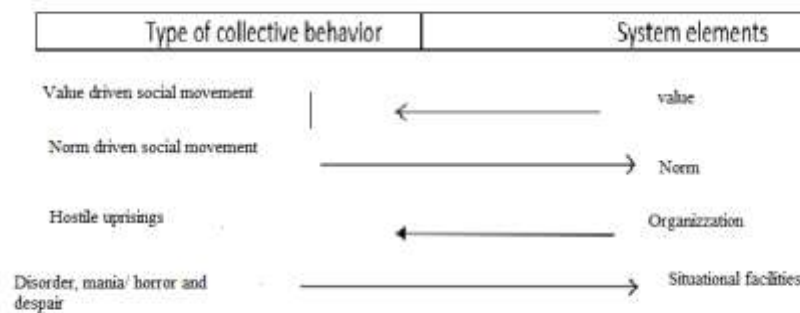 Type of collective behavior System elements
Value driven social movement value
Norm driven social movement Norm
Hostile uprisings Organizzation
Disorder, mania/ horror and Situational facilities
despair